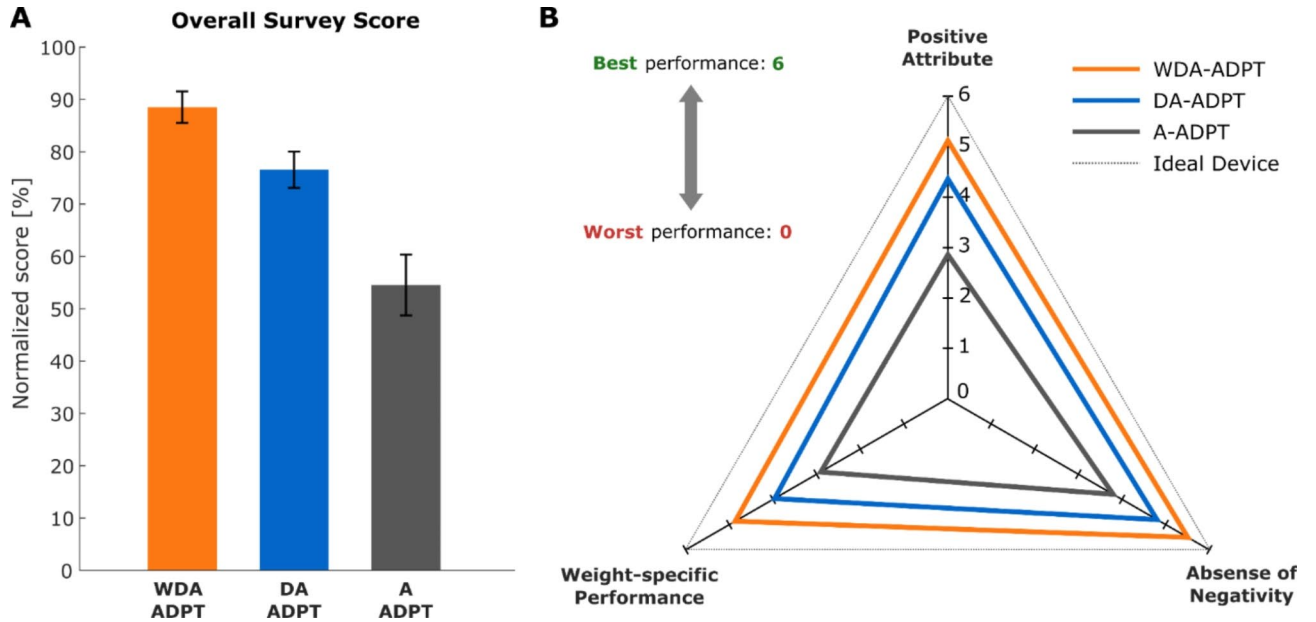 A
Overall Survey Score
Normalized score [%]
100
90
80
70
60
50
40
30
20
10
0
WDA
ADPT
DA
ADPT
A
ADPT
B
Best performance: 6
Worst performance: 0
Positive
Attribute
6
5
4
3
2
1
0
Weight-specific
Performance
Absense of
Negativity
WDA-ADPT
DA-ADPT
A-ADPT
Ideal Device